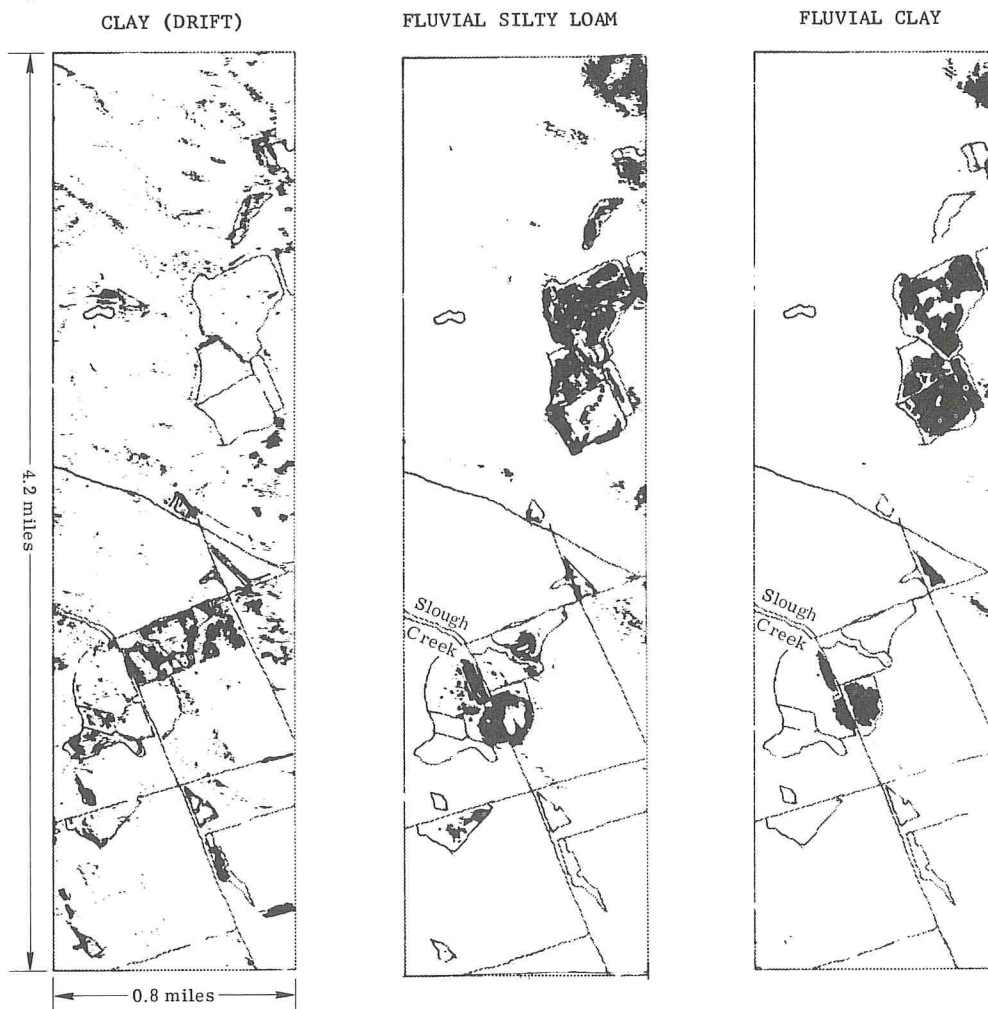 CLAY (DRIFT)
FLUVIAL SILTY LOAM
FLUVIAL CLAY
4.2 miles
Slough
Creek
Slough
Creek
0.8 miles